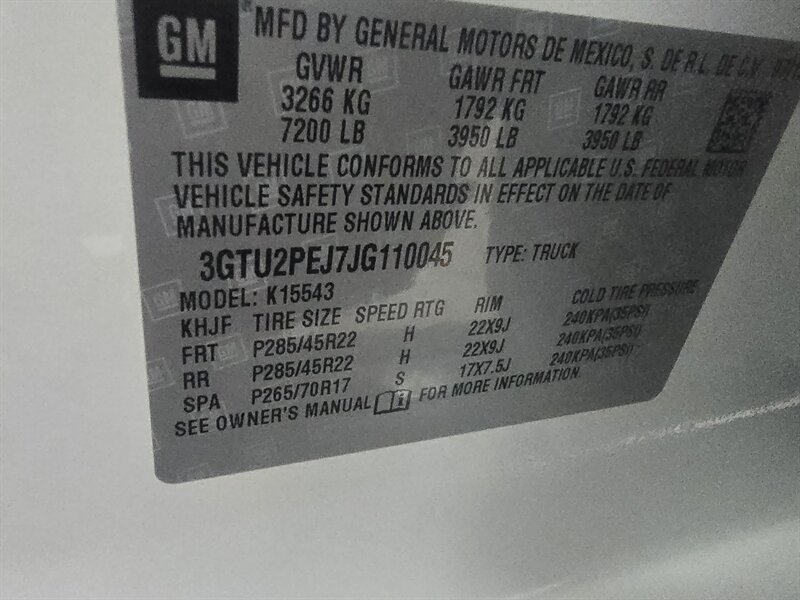 GM
® MFD BY GENERAL MOTORS DE MEXICO, S. DE R.L. DE C.V.
GVWR GAWR FRT GAWR RR
3266 KG 1792 KG 1792 KG
7200 LB 3950 LB 3950 LB
THIS VEHICLE CONFORMS TO ALL APPLICABLE U.S. FEDERAL MOTOR
VEHICLE SAFETY STANDARDS IN EFFECT ON THE DATE OF
MANUFACTURE SHOWN ABOVE.
3GTU2PEJ7JG110045 TYPE: TRUCK
MODEL: K15543
KHJF TIRE SIZE SPEED RTG RIM COLD TIRE PRESSURE
FRT P285/45R22 H 22X9J 240KPA(35PSI)
RR P285/45R22 H 22X9J 240KPA(35PSI)
SPA P265/70R17 S 17X7.5J 240KPA(35PSI)
SEE OWNER'S MANUAL FOR MORE INFORMATION.